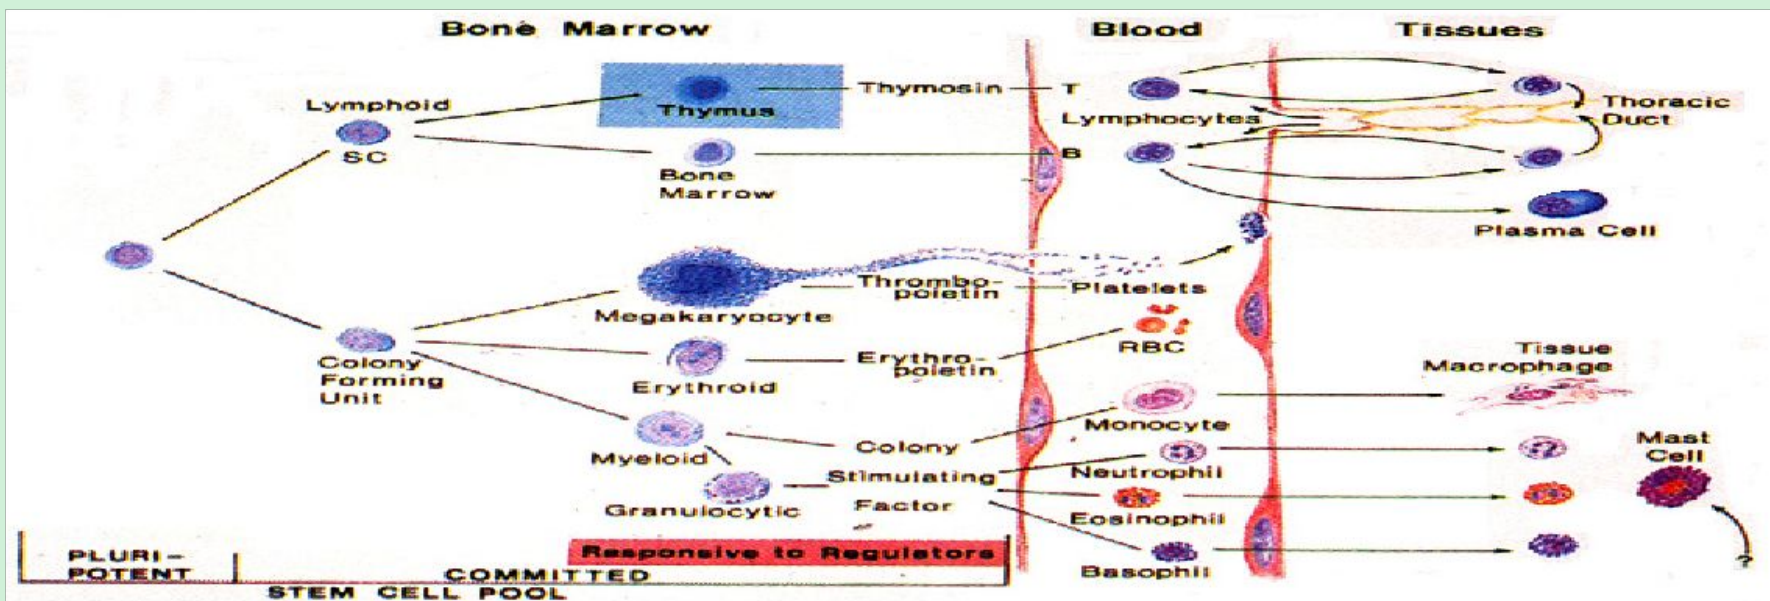 Bone Marrow
Blood
Tissues
Lymphoid
SC
Thymus
Thymosin
T
Lymphocytes
B
Thoracic
Duct
Bone
Marrow
Plasma Cell
Megakaryocyte
Thrombo-
poietin
Platelets
RBC
Colony
Forming
Unit
Erythroid
Erythro-
poietin
Tissue
Macrophage
Myeloid
Colony
Monocyte
Stimulating
Neutrophil
Mast
Cell
Granulocytic
Factor
Eosinophil
Basophil
?
Responsive to Regulators
PLURI-
POTENT
COMMITTED
STEM CELL POOL